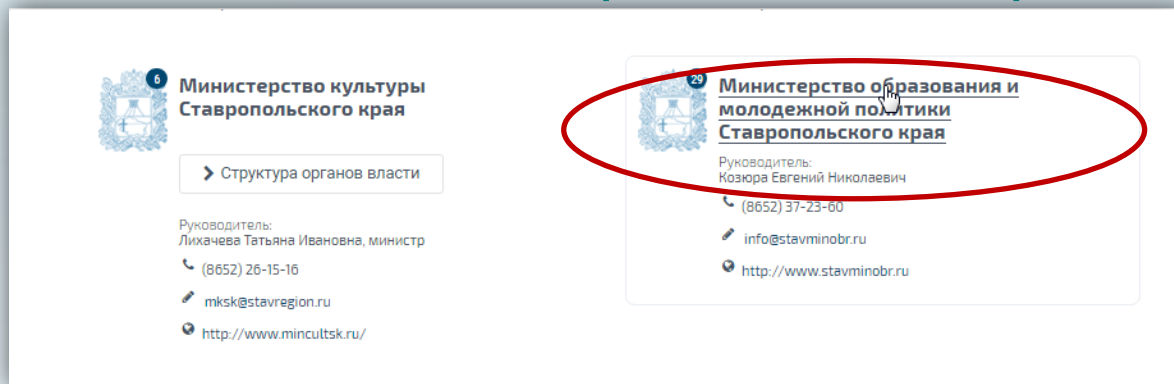 6
Министерство культуры
Ставропольского края
Структура органов власти
Руководитель:
Лихачева Татьяна Ивановна, министр
(8652) 26-15-16
mksk@stavregion.ru
http://www.mincultsk.ru/
29
Министерство образования и
молодежной политики
Ставропольского края
Руководитель:
Козюра Евгений Николаевич
(8652) 37-23-60
info@stavminobr.ru
http://www.stavminobr.ru